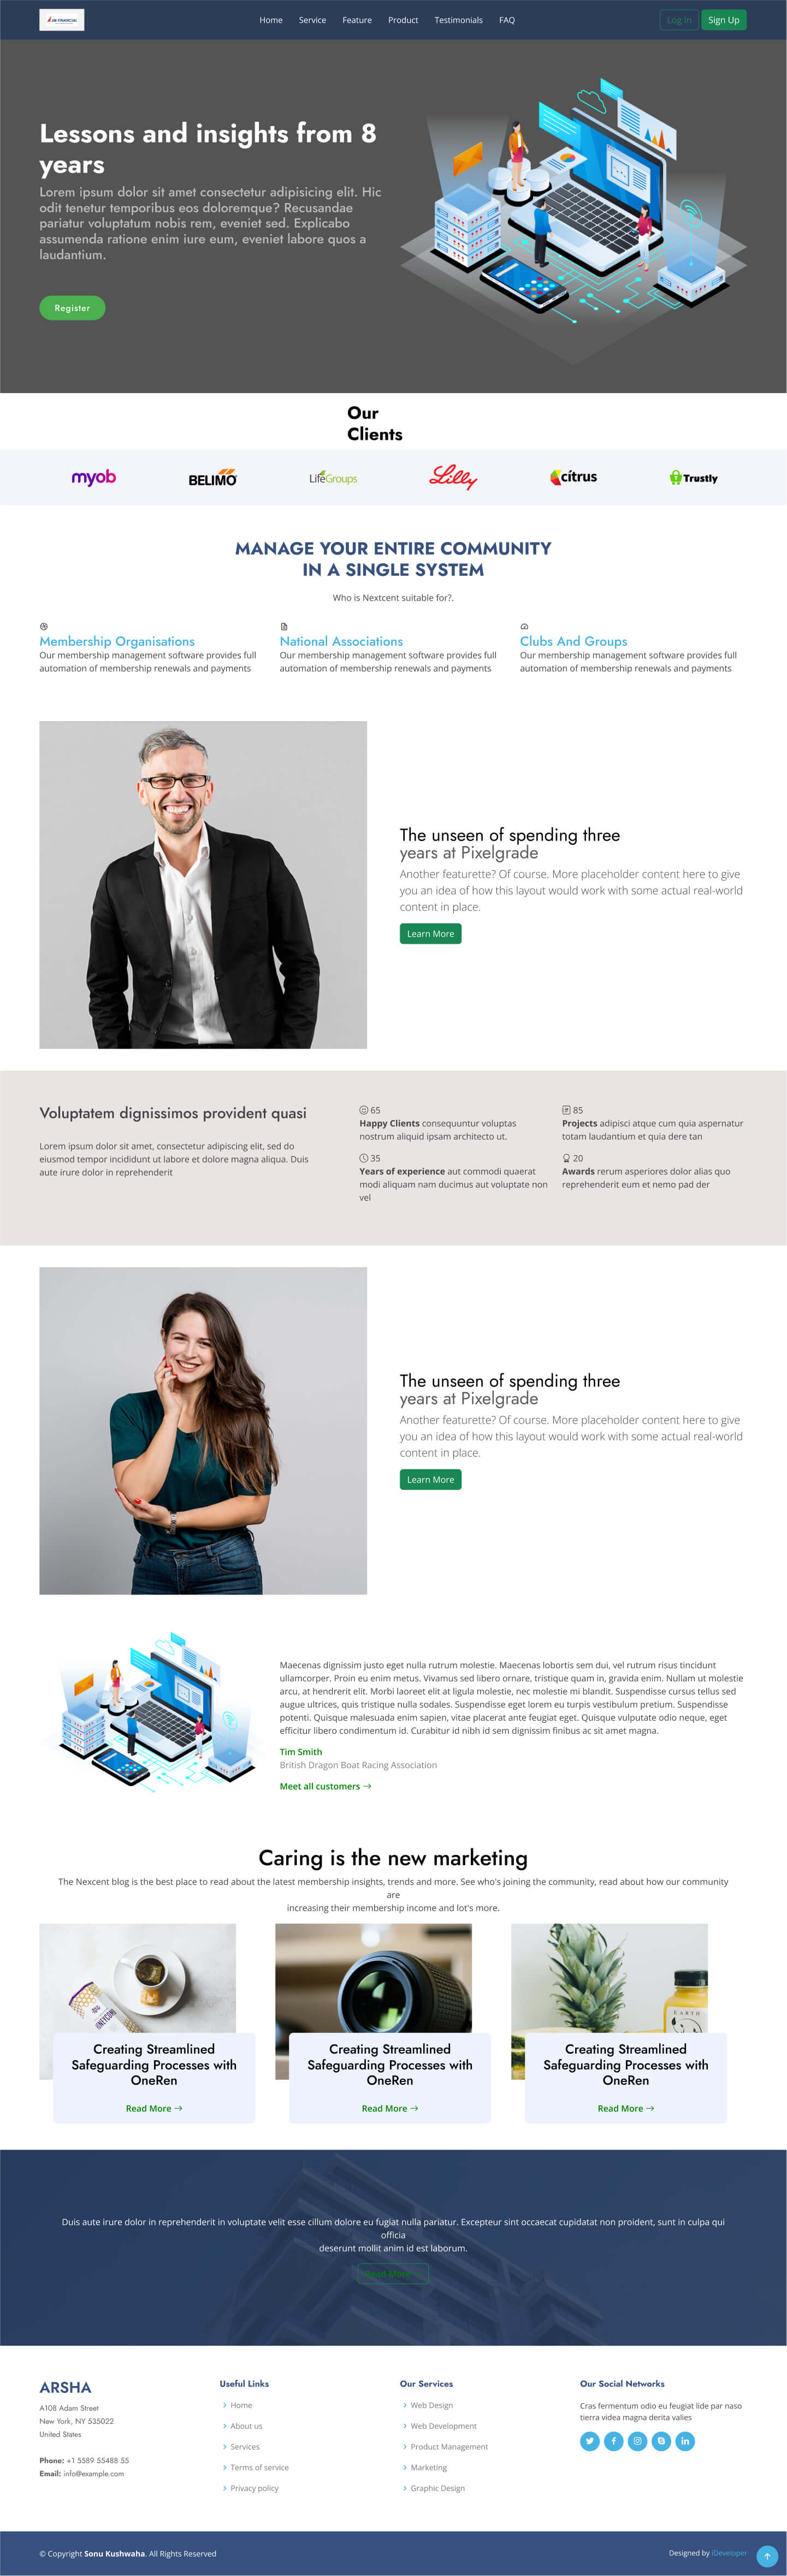 JW FINANCIAL
Home Service Feature Product Testimonials FAQ
Log In Sign Up
Lessons and insights from 8
years
Lorem ipsum dolor sit amet consectetur adipisicing elit. Hic
odit tenetur temporibus eos doloremque? Recusandae
pariatur voluptatum nobis rem, eveniet sed. Explicabo
assumenda ratione enim iure eum, eveniet labore quos a
laudantium.
Register
Our
Clients
myob BELIMO LifeGroups Lilly citrus Trustly
MANAGE YOUR ENTIRE COMMUNITY
IN A SINGLE SYSTEM
Who is Nextcent suitable for?.
Membership Organisations
Our membership management software provides full
automation of membership renewals and payments
National Associations
Our membership management software provides full
automation of membership renewals and payments
Clubs And Groups
Our membership management software provides full
automation of membership renewals and payments
The unseen of spending three
years at Pixelgrade
Another featurette? Of course. More placeholder content here to give
you an idea of how this layout would work with some actual real-world
content in place.
Learn More
Voluptatem dignissimos provident quasi
Lorem ipsum dolor sit amet, consectetur adipiscing elit, sed do
eiusmod tempor incididunt ut labore et dolore magna aliqua. Duis
aute irure dolor in reprehenderit
65
Happy Clients consequuntur voluptas
nostrum aliquid ipsam architecto ut.
85
Projects adipisci atque cum quia aspernatur
totam laudantium et quia dere tan
35
Years of experience aut commodi quaerat
modi aliquam nam ducimus aut voluptate non
vel
20
Awards rerum asperiores dolor alias quo
reprehenderit eum et nemo pad der
The unseen of spending three
years at Pixelgrade
Another featurette? Of course. More placeholder content here to give
you an idea of how this layout would work with some actual real-world
content in place.
Learn More
Maecenas dignissim justo eget nulla rutrum molestie. Maecenas lobortis sem dui, vel rutrum risus tincidunt
ullamcorper. Proin eu enim metus. Vivamus sed libero ornare, tristique quam in, gravida enim. Nullam ut molestie
arcu, at hendrerit elit. Morbi laoreet elit at ligula molestie, nec molestie mi blandit. Suspendisse cursus tellus sed
augue ultrices, quis tristique nulla sodales. Suspendisse eget lorem eu turpis vestibulum pretium. Suspendisse
potenti. Quisque malesuada enim sapien, vitae placerat ante feugiat eget. Quisque vulputate odio neque, eget
efficitur libero condimentum id. Curabitur id nibh id sem dignissim finibus ac sit amet magna.
Tim Smith
British Dragon Boat Racing Association
Meet all customers →
Caring is the new marketing
The Nexcent blog is the best place to read about the latest membership insights, trends and more. See who's joining the community, read about how our community
are
increasing their membership income and lot's more.
EARTH
Creating Streamlined
Safeguarding Processes with
OneRen
Read More →
Creating Streamlined
Safeguarding Processes with
OneRen
Read More →
Creating Streamlined
Safeguarding Processes with
OneRen
Read More →
Duis aute irure dolor in reprehenderit in voluptate velit esse cillum dolore eu fugiat nulla pariatur. Excepteur sint occaecat cupidatat non proident, sunt in culpa qui
officia
deserunt mollit anim id est laborum.
Read More
ARSHA
A108 Adam Street
New York, NY 535022
United States
Phone: +1 5589 55488 55
Email: info@example.com
Useful Links
Home
About us
Services
Terms of service
Privacy policy
Our Services
Web Design
Web Development
Product Management
Marketing
Graphic Design
Our Social Networks
Cras fermentum odio eu feugiat lide par naso
tierra videa magna derita valies
© Copyright Sonu Kushwaha. All Rights Reserved
Designed by iDeveloper